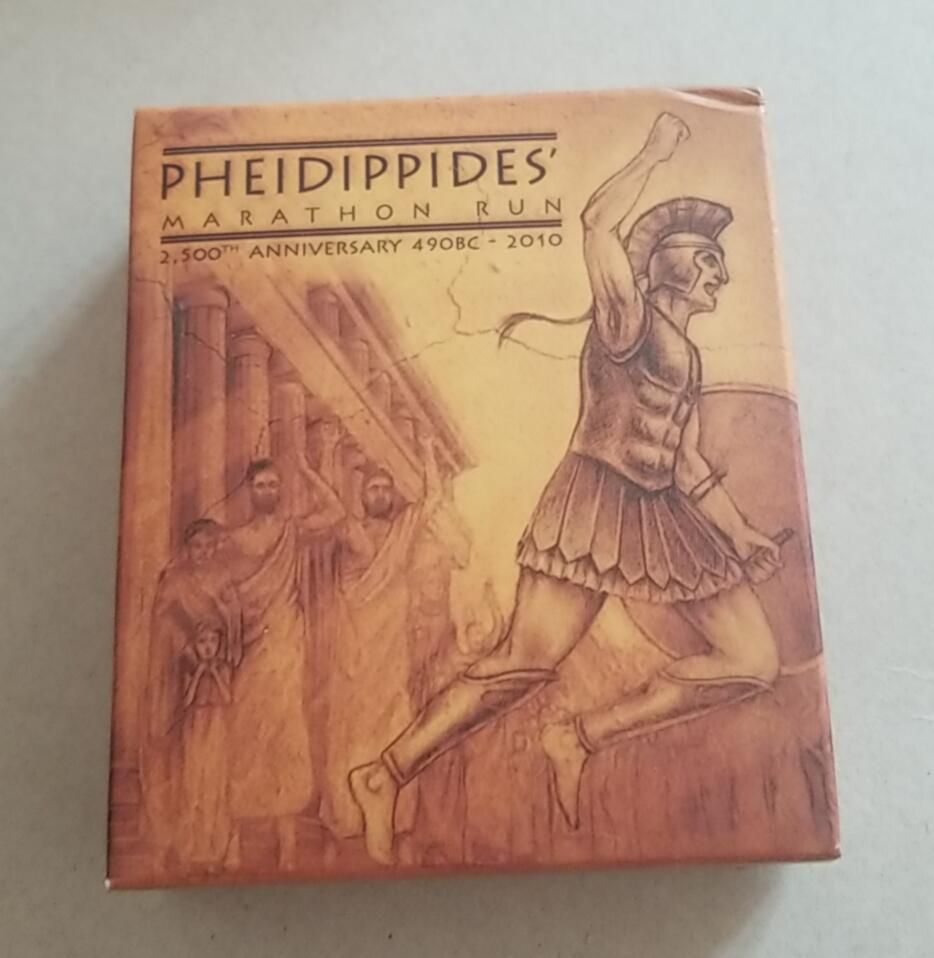 PHEIDIPPIDES'
MARATHON RUN
2,500TH ANNIVERSARY 490BC - 2010